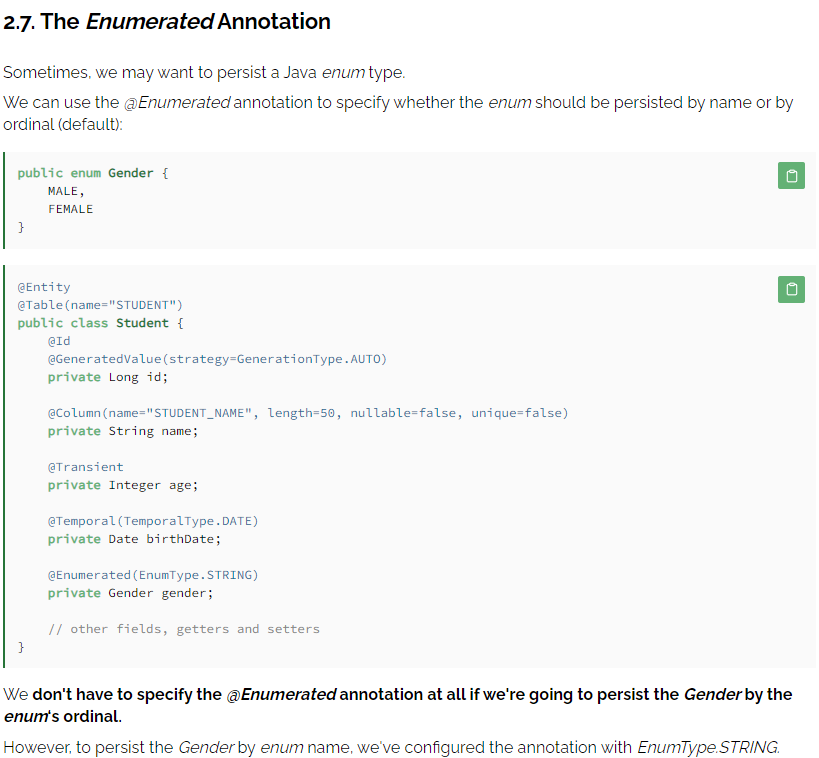 2.7. The Enumerated Annotation
Sometimes, we may want to persist a Java enum type.
We can use the @Enumerated annotation to specify whether the enum should be persisted by name or by
ordinal (default):
public enum Gender {
    MALE,
    FEMALE
}
@Entity
@Table(name="STUDENT")
public class Student {
    @Id
    @GeneratedValue(strategy=GenerationType.AUTO)
    private Long id;
    @Column(name="STUDENT_NAME", length=50, nullable=false, unique=false)
    private String name;
    @Transient
    private Integer age;
    @Temporal(TemporalType.DATE)
    private Date birthDate;
    @Enumerated(EnumType.STRING)
    private Gender gender;
    // other fields, getters and setters
}
We don't have to specify the @Enumerated annotation at all if we're going to persist the Gender by the
enum's ordinal.
However, to persist the Gender by enum name, we've configured the annotation with EnumType.STRING.